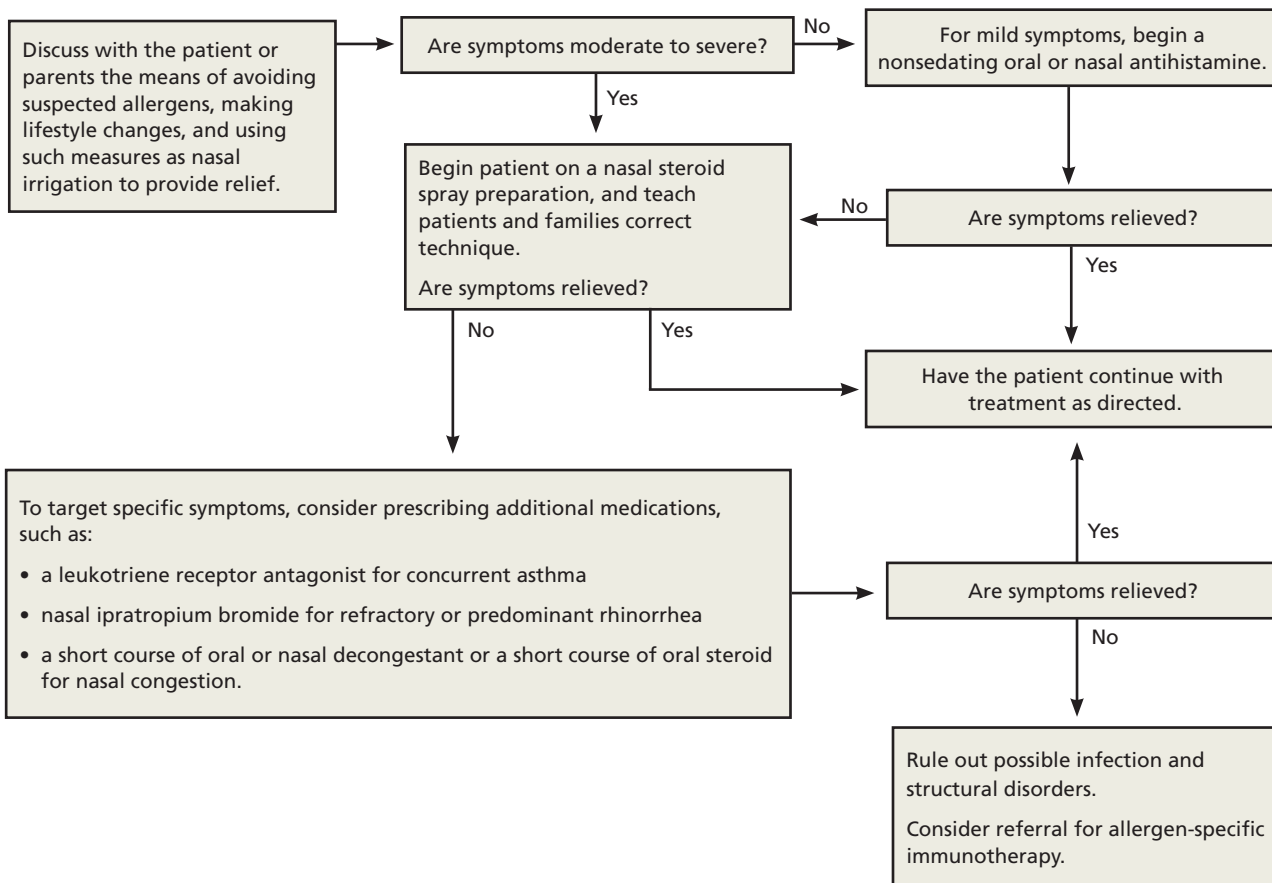 Discuss with the patient or
parents the means of avoiding
suspected allergens, making
lifestyle changes, and using
such measures as nasal
irrigation to provide relief.
Are symptoms moderate to severe?
No
For mild symptoms, begin a
nonsedating oral or nasal antihistamine.
Yes
Begin patient on a nasal steroid
spray preparation, and teach
patients and families correct
technique.
Are symptoms relieved?
No
Are symptoms relieved?
Yes
No
Yes
Have the patient continue with
treatment as directed.
To target specific symptoms, consider prescribing additional medications,
such as:
• a leukotriene receptor antagonist for concurrent asthma
• nasal ipratropium bromide for refractory or predominant rhinorrhea
• a short course of oral or nasal decongestant or a short course of oral steroid
for nasal congestion.
Yes
Are symptoms relieved?
No
Rule out possible infection and
structural disorders.
Consider referral for allergen-specific
immunotherapy.